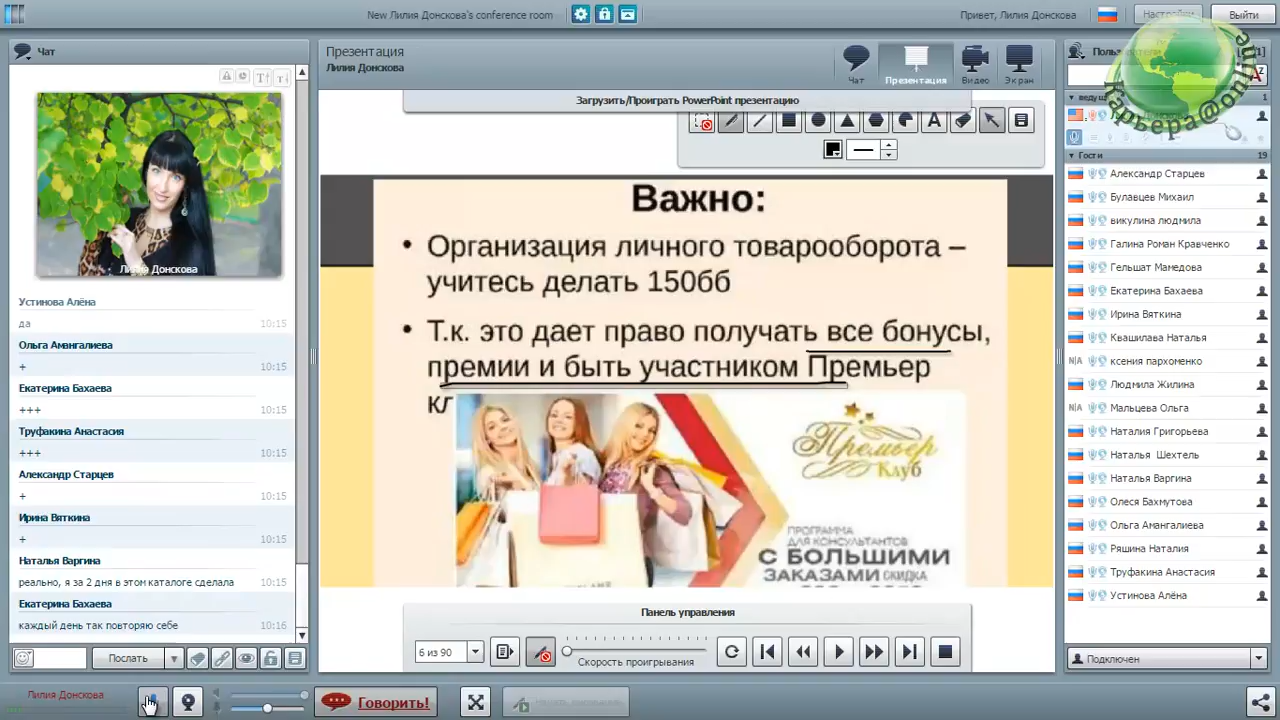 New Лилия Донскова's conference room
Привет, Лилия Донскова
Настройки
Выйти
Чат
Лилия Донскова
Устинова Алёна
да 10:15
Ольга Амангалиева
+ 10:15
Екатерина Бахаева
+++ 10:15
Труфакина Анастасия
+++ 10:15
Александр Старцев
+ 10:15
Ирина Вяткина
+ 10:15
Наталья Варгина
реально, я за 2 дня в этом каталоге сделала 10:15
Екатерина Бахаева
каждый день так повторяю себе 10:16
Послать
Презентация
Лилия Донскова
Чат
Презентация
Видео
Экран
Загрузить/Проиграть PowerPoint презентацию
Важно:
• Организация личного товарооборота –
учитесь делать 150бб
• Т.к. это дает право получать все бонусы,
премии и быть участником Премьер
кл
Премьер
Клуб
ПРОГРАММА
ДЛЯ КОНСУЛЬТАНТОВ
С БОЛЬШИМИ
ЗАКАЗАМИ СКИДКА
Панель управления
6 из 90
Скорость проигрывания
карьера@online
Гости 19
Александр Старцев
Булавцев Михаил
викулина людмила
Галина Роман Кравченко
Гельшат Мамедова
Екатерина Бахаева
Ирина Вяткина
Квашилава Наталья
N/A ксения пархоменко
Людмила Жилина
N/A Мальцева Ольга
Наталия Григорьева
Наталья Шехтель
Наталья Варгина
Олеся Бахмутова
Ольга Амангалиева
Ряшина Наталия
Труфакина Анастасия
Устинова Алёна
Подключен
Лилия Донскова
Говорить!